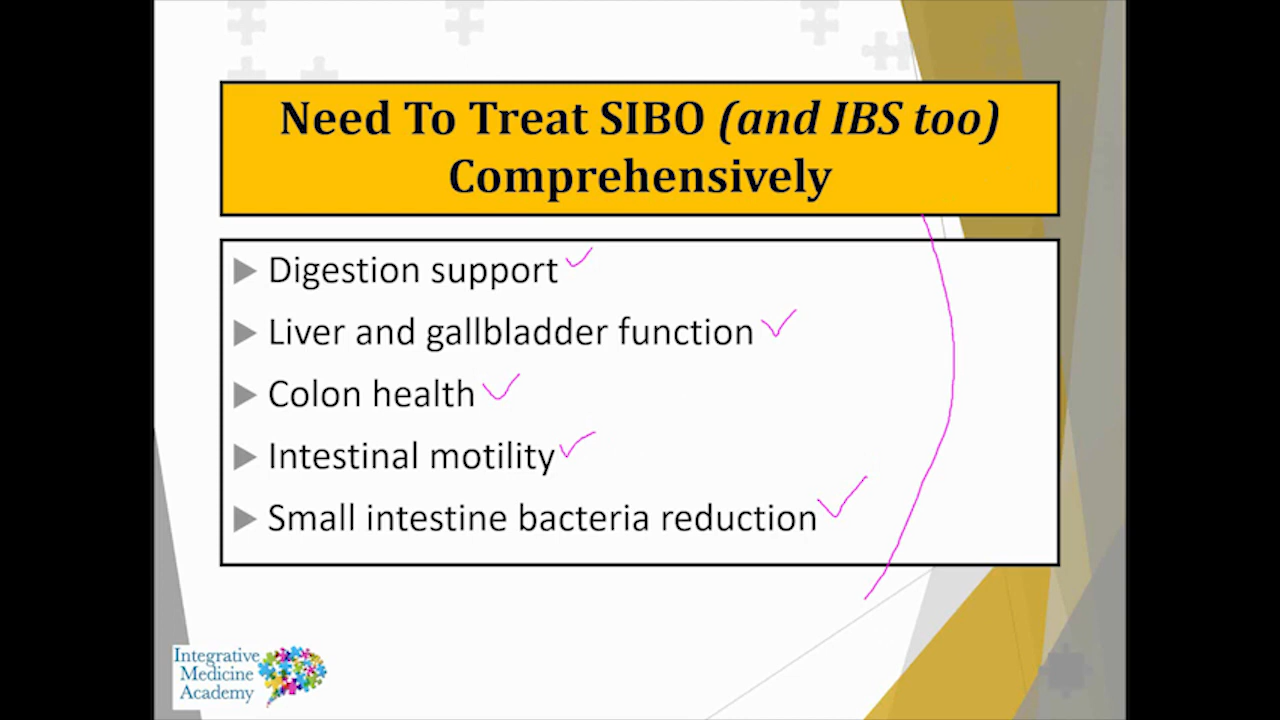 Need To Treat SIBO (and IBS too)
Comprehensively
Digestion support
Liver and gallbladder function
Colon health
Intestinal motility
Small intestine bacteria reduction
Integrative
Medicine
Academy